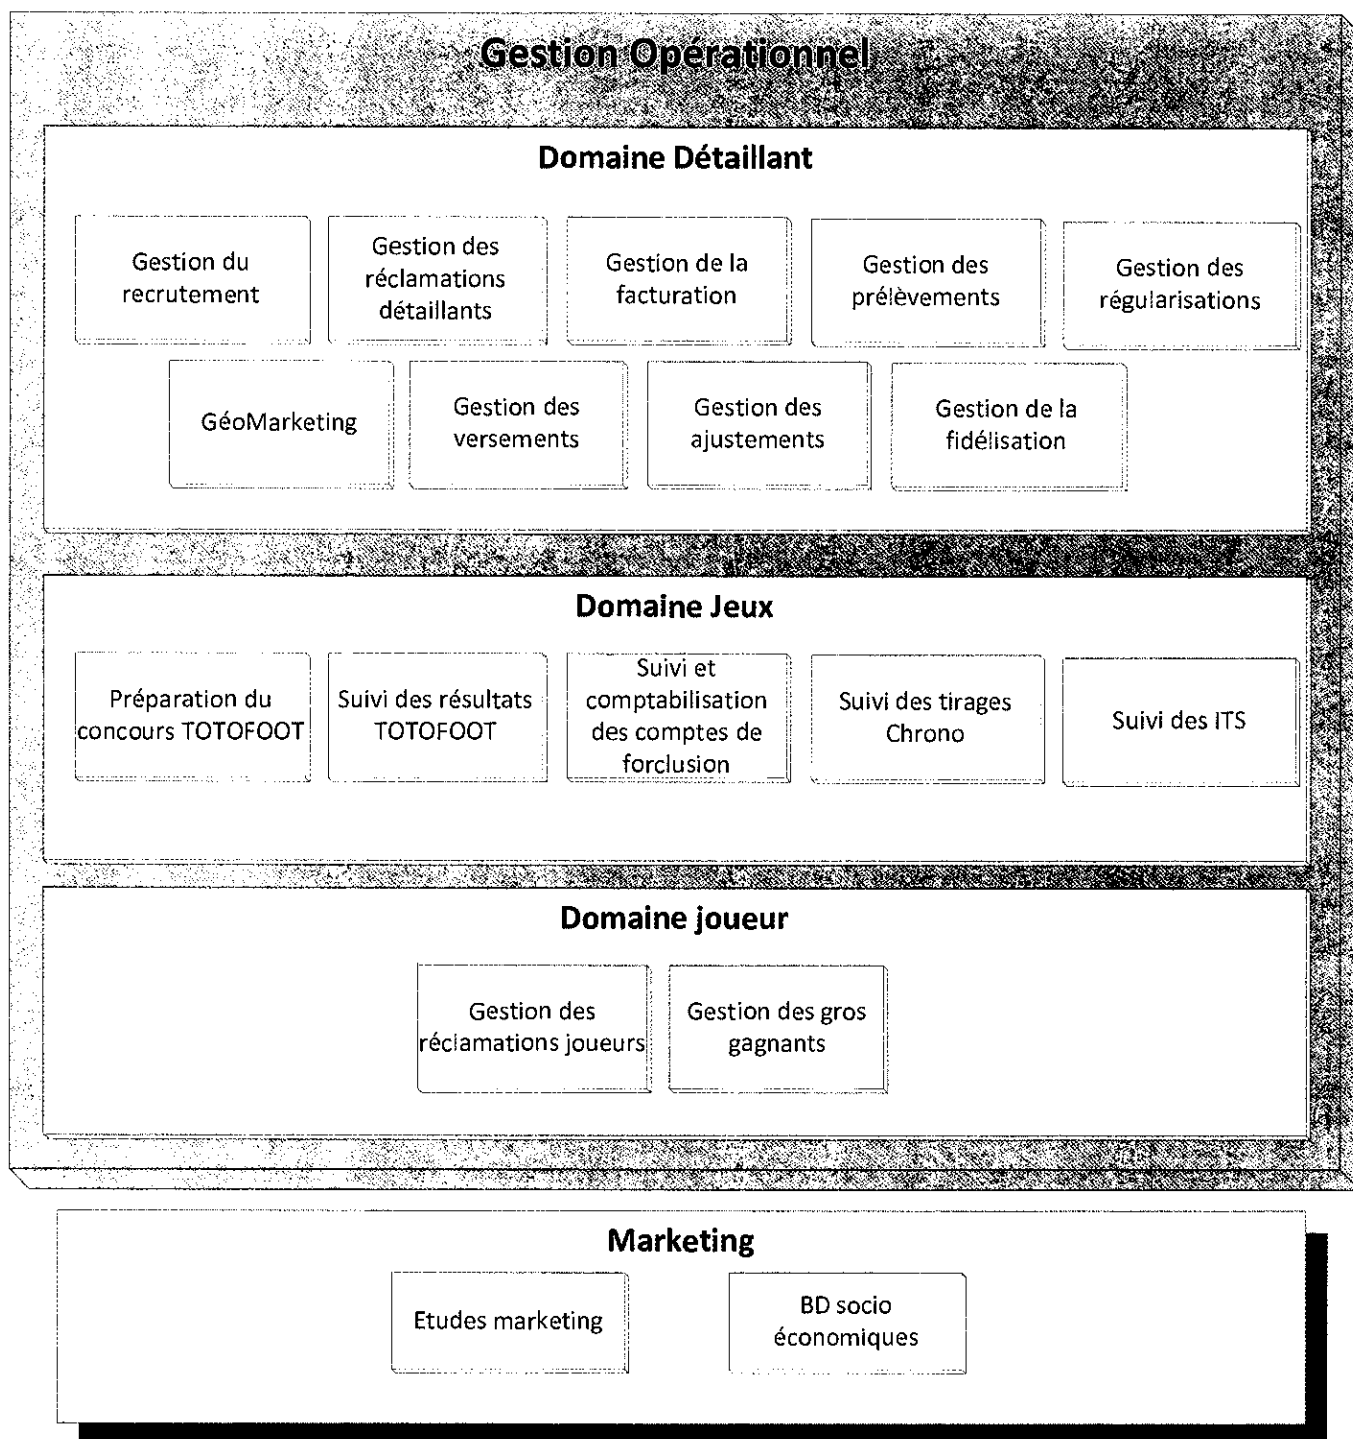 Gestion Opérationnel
Domaine Détaillant
Gestion du
recrutement
Gestion des
réclamations
détaillants
Gestion de la
facturation
Gestion des
prélèvements
Gestion des
régularisations
GéoMarketing
Gestion des
versements
Gestion des
ajustements
Gestion de la
fidélisation
Domaine Jeux
Préparation du
concours TOTOFOOT
Suivi des résultats
TOTOFOOT
Suivi et
comptabilisation
des comptes de
forclusion
Suivi des tirages
Chrono
Suivi des ITS
Domaine joueur
Gestion des
réclamations joueurs
Gestion des gros
gagnants
Marketing
Etudes marketing
BD socio
économiques